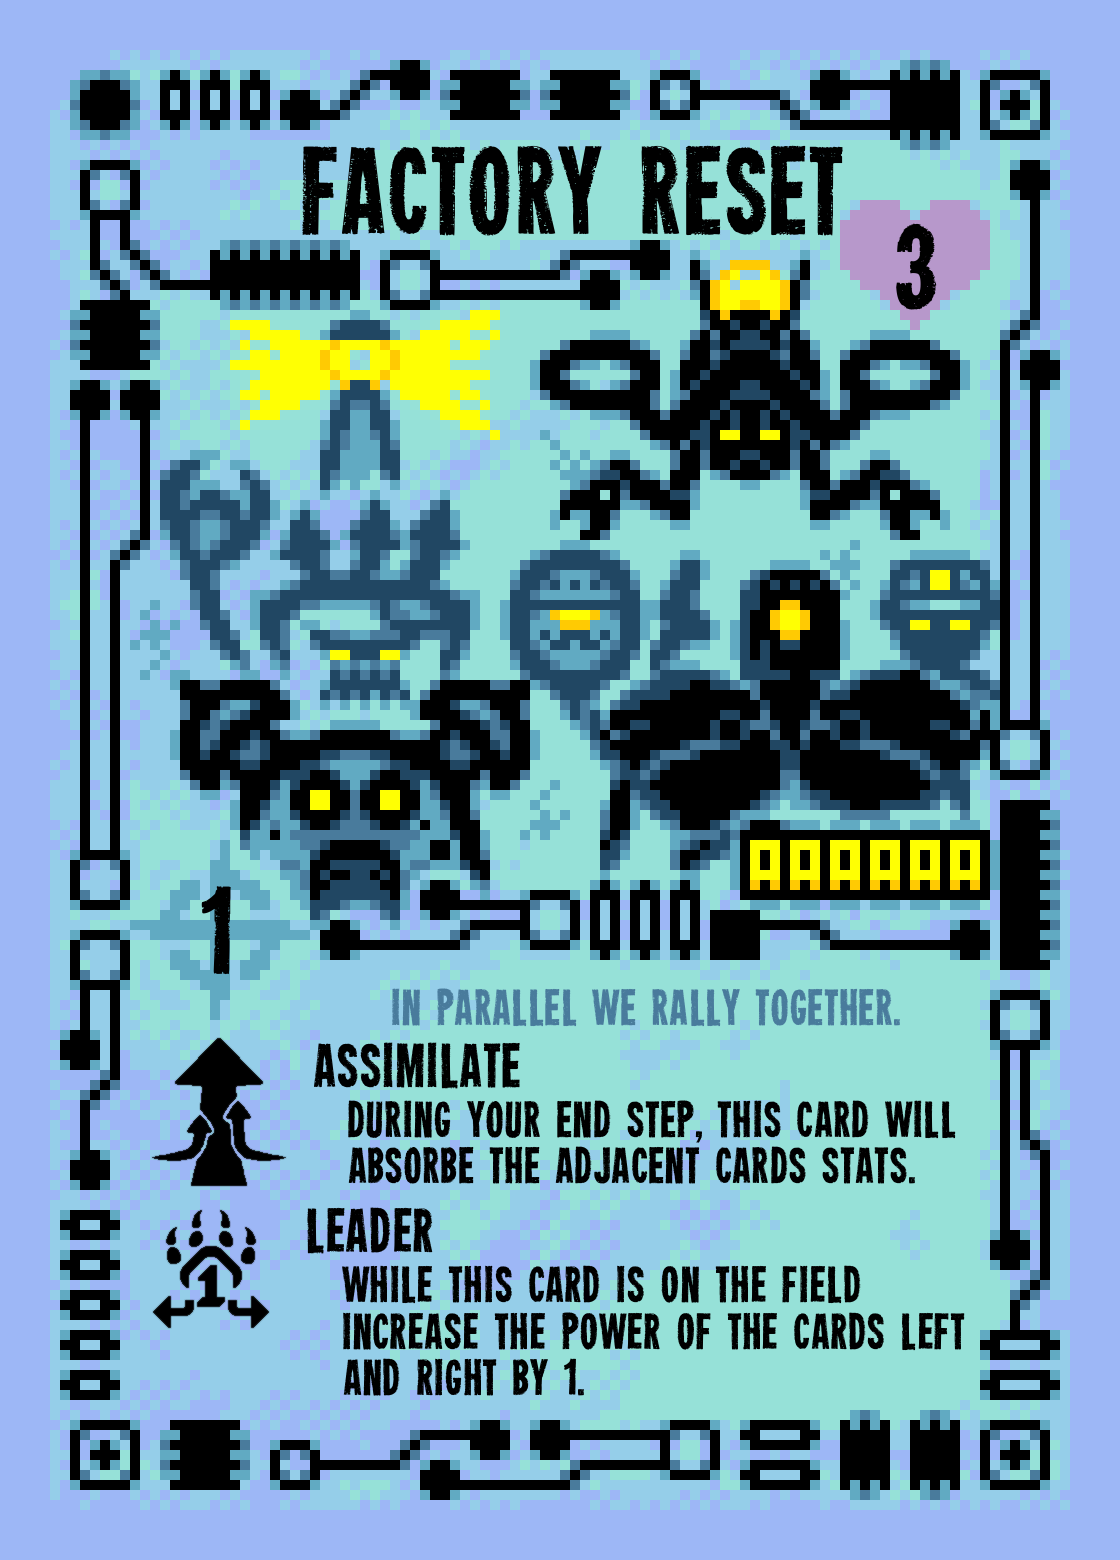 FACTORY RESET
3
1
IN PARALLEL WE RALLY TOGETHER.
ASSIMILATE
DURING YOUR END STEP, THIS CARD WILL
ABSORBE THE ADJACENT CARDS STATS.
LEADER
1
WHILE THIS CARD IS ON THE FIELD
INCREASE THE POWER OF THE CARDS LEFT
AND RIGHT BY 1.